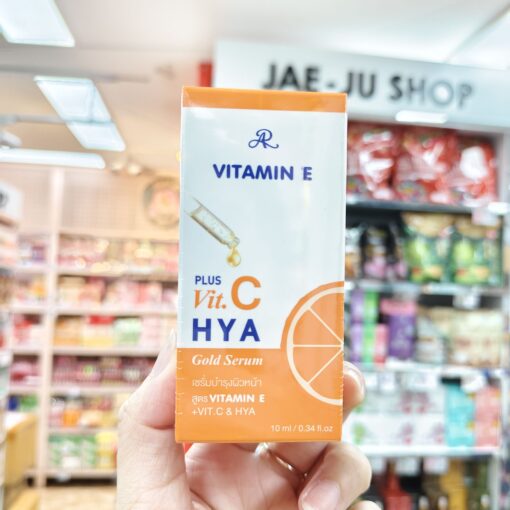 JAE-JU SHOP
AR
VITAMIN E
PLUS
Vit. C
HYA
Gold Serum
เซรั่มบำรุงผิวหน้า
สูตร VITAMIN E
+VIT.C & HYA
10 ml / 0.34 fl.oz